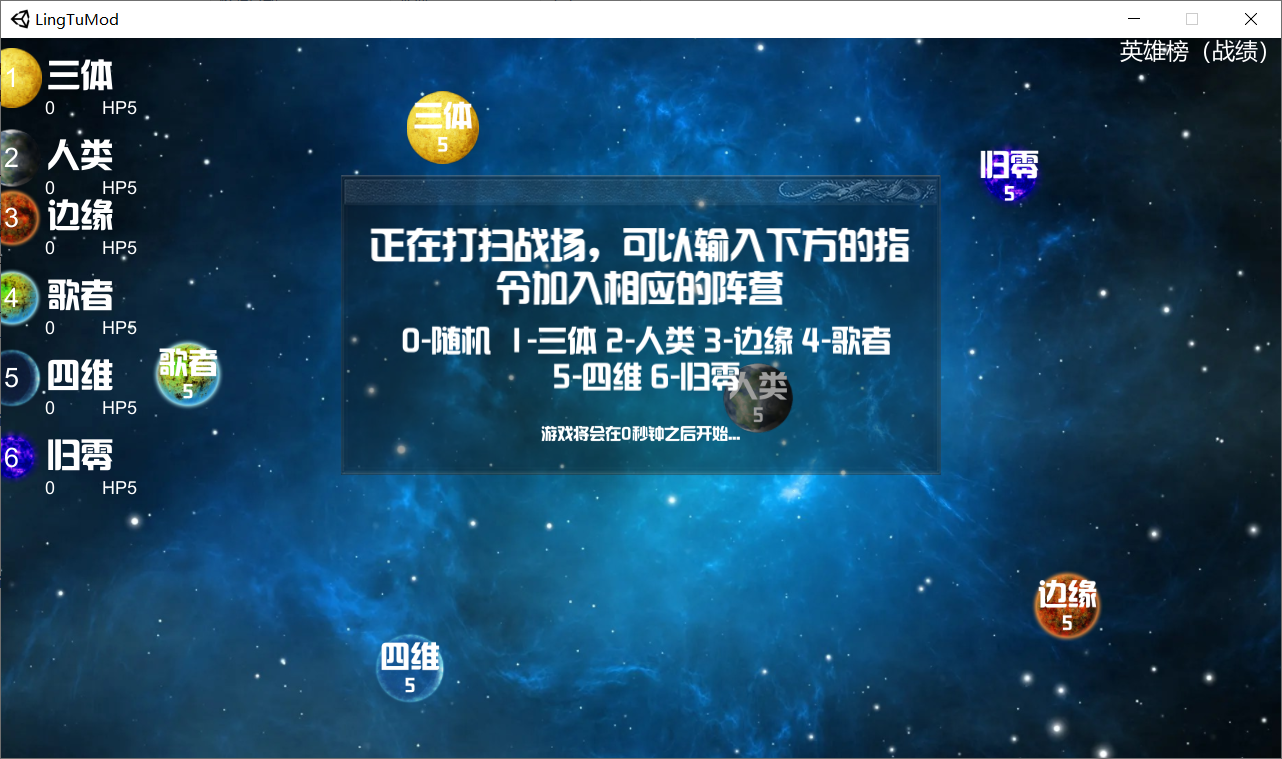 LingTuMod
英雄榜（战绩）
1 三体
0 HP5
2 人类
0 HP5
3 边缘
0 HP5
4 歌者
0 HP5
5 四维
0 HP5
6 归零
0 HP5
三体
5
归零
5
正在打扫战场，可以输入下方的指
令加入相应的阵营
0-随机 1-三体 2-人类 3-边缘 4-歌者
5-四维 6-归零
游戏将会在0秒钟之后开始...
歌者
5
人类
5
边缘
5
四维
5